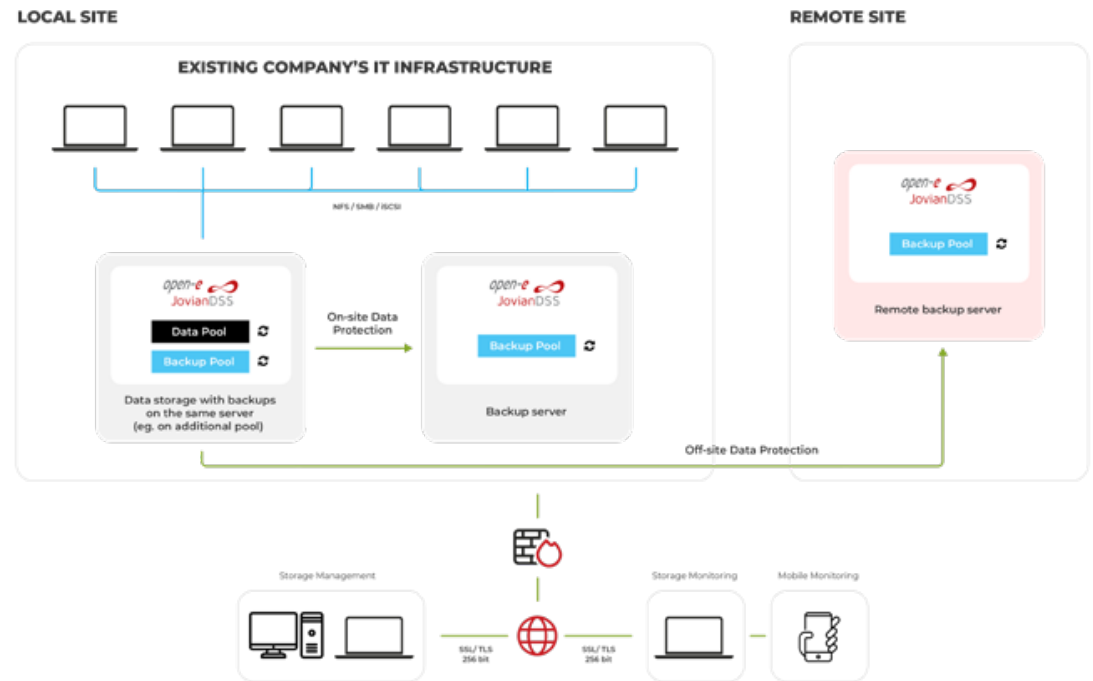 LOCAL SITE
REMOTE SITE
EXISTING COMPANY'S IT INFRASTRUCTURE
NFS / SMB / iSCSI
open-e
JovianDSS
Data Pool
Backup Pool
Data storage with backups
on the same server
(eg. on additional pool)
On-site Data
Protection
open-e
JovianDSS
Backup Pool
Backup server
open-e
JovianDSS
Backup Pool
Remote backup server
Off-site Data Protection
Storage Management
Storage Monitoring
Mobile Monitoring
SSL/ TLS
256 bit
SSL/ TLS
256 bit